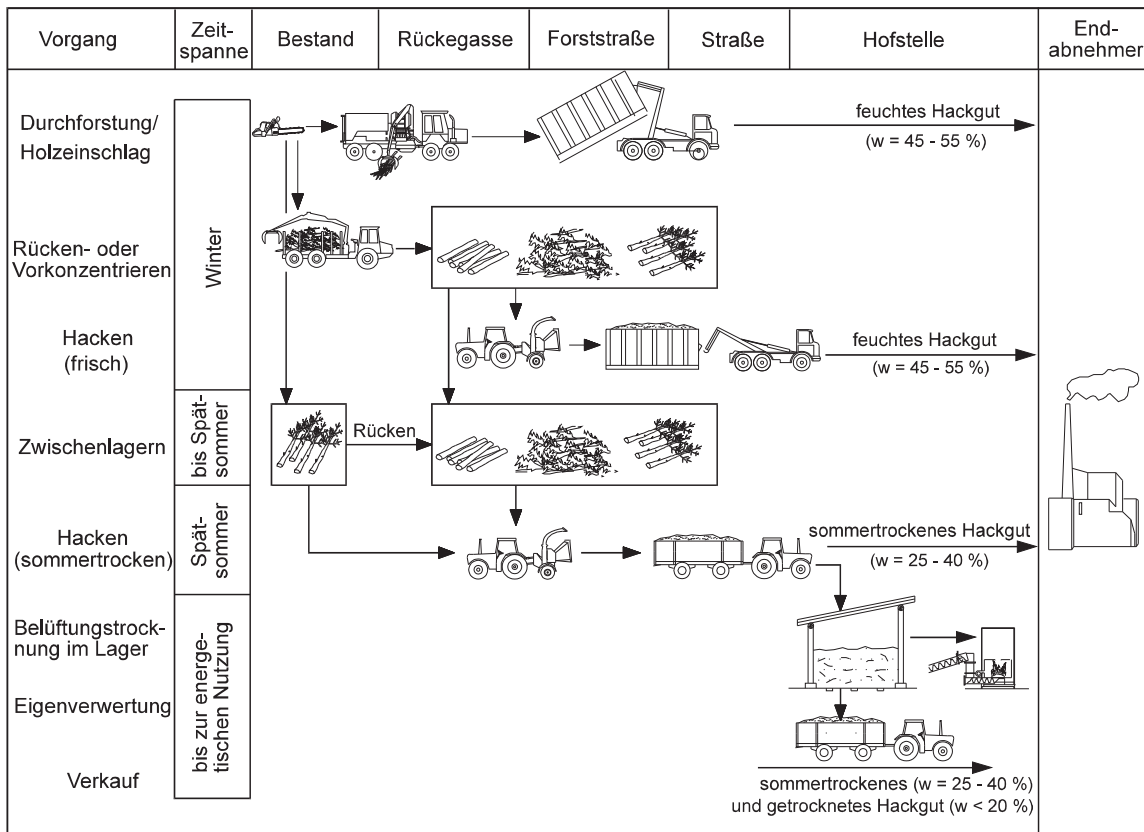 Vorgang
Zeit-
spanne
Bestand
Rückegasse
Forststraße
Straße
Hofstelle
End-
abnehmer
Durchforstung/
Holzeinschlag
Winter
feuchtes Hackgut
(w = 45 - 55 %)
Rücken- oder
Vorkonzentrieren
Hacken
(frisch)
feuchtes Hackgut
(w = 45 - 55 %)
Zwischenlagern
bis Spät-
sommer
Rücken
Hacken
(sommertrocken)
Spät-
sommer
sommertrockenes Hackgut
(w = 25 - 40 %)
Belüftungstrock-
nung im Lager
bis zur energe-
tischen Nutzung
Eigenverwertung
Verkauf
sommertrockenes (w = 25 - 40 %)
und getrocknetes Hackgut (w < 20 %)